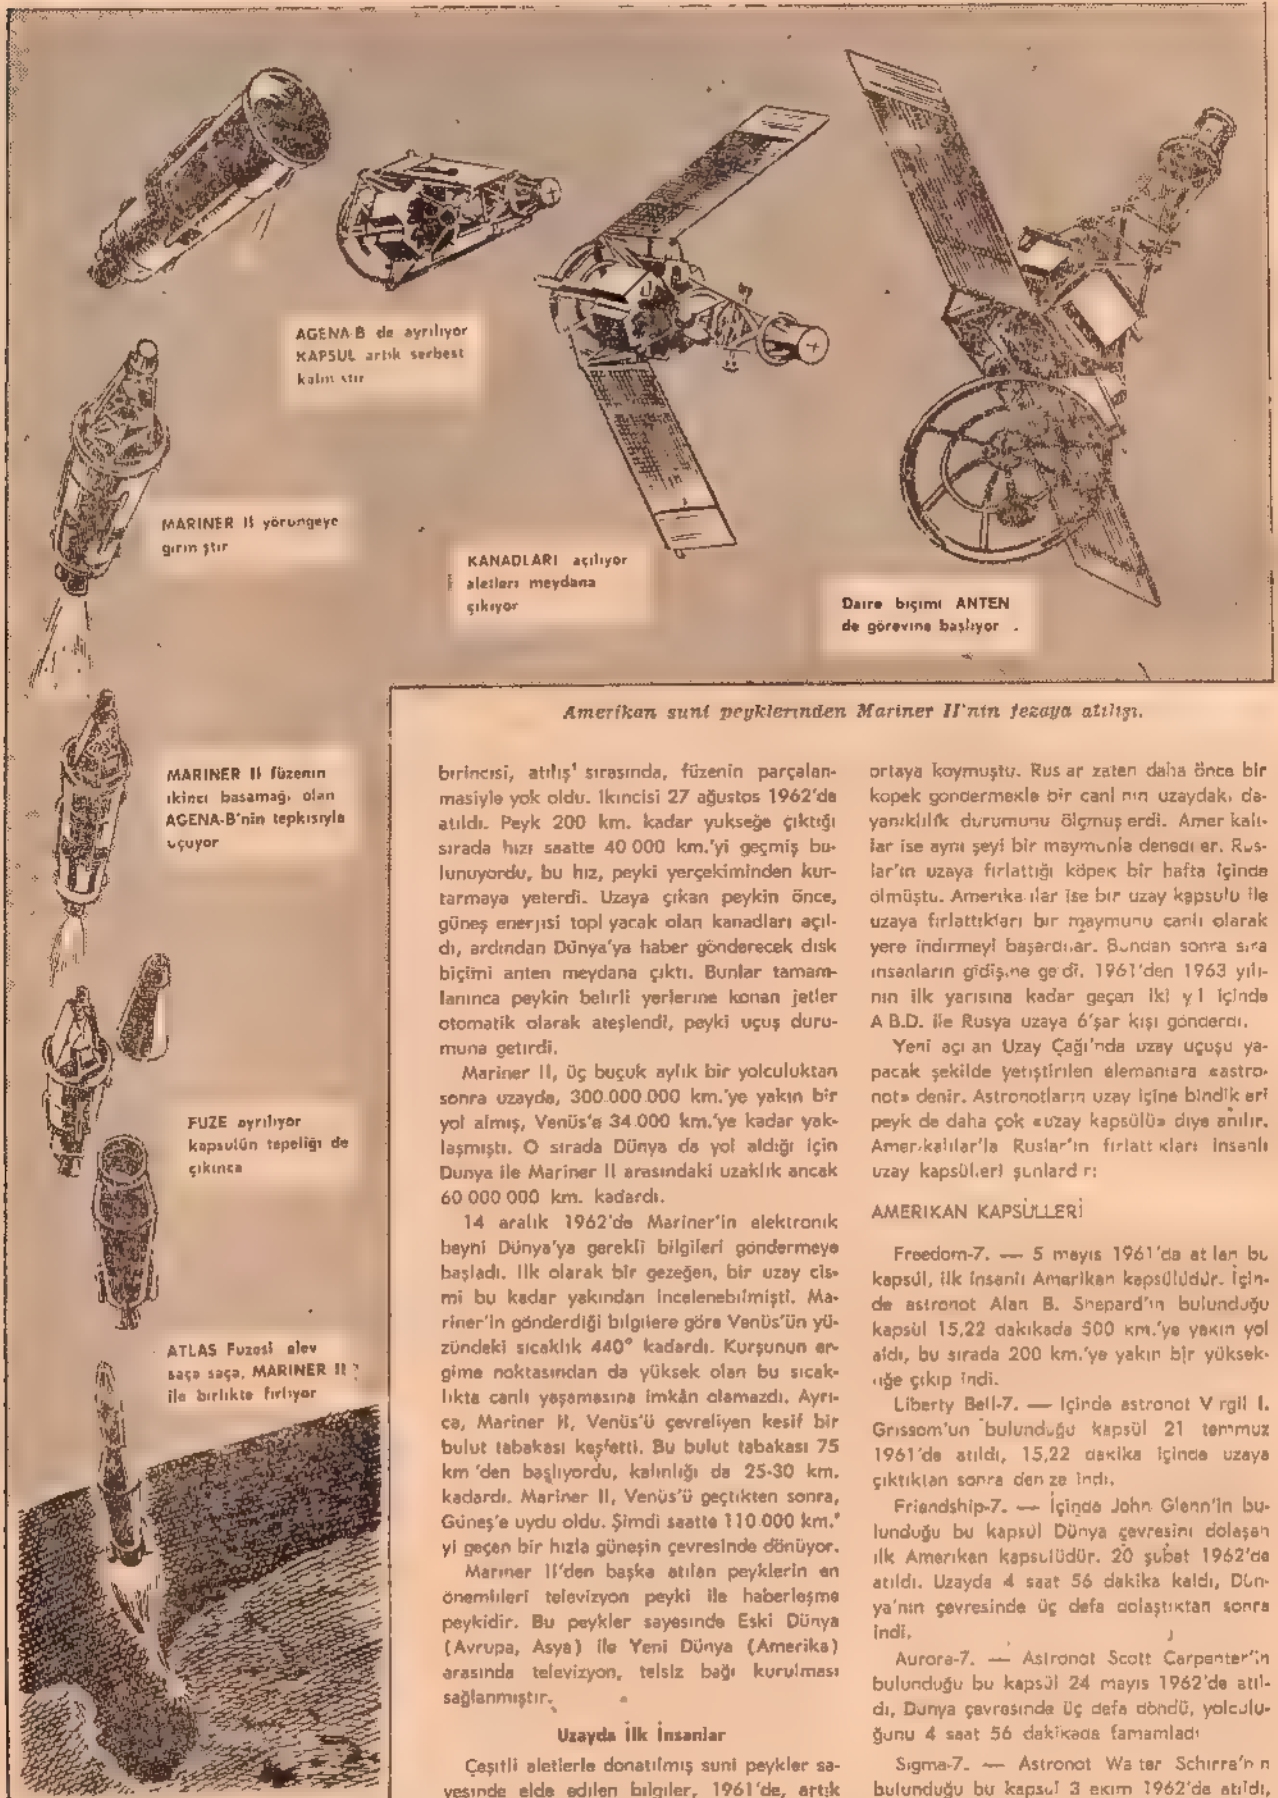 AGENA-B de ayrılıyor
KAPSUL artık serbest
kalmıştır
MARINER II yörungeye
girmiştir
KANADLARI açılıyor
aletleri meydana
çıkıyor
Daire biçimi ANTEN
de görevine başlıyor .
MARINER II füzenin
ikinci basamağı olan
AGENA-B'nin tepkisiyle
uçuyor
FUZE ayrılıyor
kapsulün tepeliği de
çıkınca
ATLAS Fuzesi alev
saça saça, MARINER II
ile birlikte fırlıyor
Amerikan suni peyklerinden Mariner II'nin fezaya atılışı.
birincisi, atılış' sırasında, füzenin parçalan-
masiyle yok oldu. İkincisi 27 ağustos 1962'de
atıldı. Peyk 200 km. kadar yukseğe çıktığı
sırada hızı saatte 40 000 km.'yi geçmiş bu-
lunuyordu, bu hız, peyki yerçekiminden kur-
tarmaya yeterdi. Uzaya çıkan peykin önce,
güneş enerjisi toplıyacak olan kanadları açıl-
dı, ardından Dünya'ya haber gönderecek disk
biçimi anten meydana çıktı. Bunlar tamam-
lanınca peykin belirli yerlerine konan jetler
otomatik olarak ateşlendi, peyki uçuş duru-
muna getirdi.
Mariner II, üç buçuk aylık bir yolculuktan
sonra uzayda, 300.000.000 km.'ye yakın bir
yol almış, Venüs'e 34.000 km.'ye kadar yak-
laşmıştı. O sırada Dünya da yol aldığı için
Dunya ile Mariner II arasındaki uzaklık ancak
60 000 000 km. kadardı.
14 aralık 1962'de Mariner'in elektronik
beyni Dünya'ya gerekli bilgileri göndermeye
başladı. İlk olarak bir gezeğen, bir uzay cis-
mi bu kadar yakından incelenebilmişti. Ma-
riner'in gönderdiği bilgilere göre Venüs'ün yü-
zündeki sıcaklık 440° kadardı. Kurşunun er-
gime noktasından da yüksek olan bu sıcak-
lıkta canlı yaşamasına imkân olamazdı. Ayrı-
ca, Mariner II, Venüs'ü çevreliyen kesif bir
bulut tabakası keşfetti. Bu bulut tabakası 75
km 'den başlıyordu, kalınlığı da 25-30 km.
kadardı. Mariner II, Venüs'ü geçtikten sonra,
Güneş'e uydu oldu. Şimdi saatte 110 000 km.'
yi geçen bir hızla güneşin çevresinde dönüyor.
Mariner II'den başka atılan peyklerin en
önemlileri televizyon peyki ile haberleşme
peykidir. Bu peykler sayesinde Eski Dünya
(Avrupa, Asya) ile Yeni Dünya (Amerika)
arasında televizyon, telsiz bağı kurulması
sağlanmıştır.
Uzayda İlk İnsanlar
Çeşitli aletlerle donatılmış suni peykler sa-
yesinde elde edilen bilgiler, 1961'de, artık
ortaya koymuştu. Ruslar zaten daha önce bir
kopek göndermekle bir canlının uzaydakı da-
yanıklılık durumunu ölçmuşlerdi. Amerikalı-
lar ise aynı şeyi bir maymunla denediler. Rus-
lar'ın uzaya fırlattığı köpek bir hafta içinde
ölmüştu. Amerikalılar ise bir uzay kapsulu ile
uzaya fırlattıkları bir maymunu canlı olarak
yere indirmeyi başardılar. Bundan sonra sıra
insanların gidişine geldi. 1961'den 1963 yılı-
nın ilk yarısına kadar geçen iki yıl içinde
A B.D. ile Rusya uzaya 6'şar kişi gönderdi.
Yeni açılan Uzay Çağı'nda uzay uçuşu ya-
pacak şekilde yetiştirilen elemanlara «astro-
not» denir. Astronotların uzay içine bindikleri
peyk de daha çok «uzay kapsülü» diye anılır.
Amerikalılar'la Ruslar'ın fırlattıkları insanlı
uzay kapsülleri şunlardır:
AMERIKAN KAPSÜLLERİ
Freedom-7. — 5 mayıs 1961'da atılan bu
kapsül, ilk insanlı Amerikan kapsülüdür. İçin-
de astronot Alan B. Shepard'ın bulunduğu
kapsül 15,22 dakikada 500 km.'ye yakın yol
aldı, bu sırada 200 km.'ye yakın bir yüksek-
liğe çıkıp indi.
Liberty Bell-7. — İçinde astronot Virgil I.
Grissom'un bulunduğu kapsül 21 temmuz
1961'de atıldı, 15,22 dakika içinde uzaya
çıktıktan sonra denize indi.
Friendship-7. — İçinde John Glenn'in bu-
lunduğu bu kapsül Dünya çevresini dolaşan
ilk Amerikan kapsülüdür. 20 şubat 1962'de
atıldı. Uzayda 4 saat 56 dakika kaldı, Dün-
ya'nın çevresinde üç defa dolaştıktan sonra
indi.
Aurora-7. — Astronot Scott Carpenter'in
bulunduğu bu kapsül 24 mayıs 1962'de atıl-
dı, Dunya çevresinde üç defa döndü, yolculu-
ğunu 4 saat 56 dakikada tamamladı
Sigma-7. — Astronot Walter Schirra'nın
bulunduğu bu kapsül 3 ekim 1962'de atıldı,